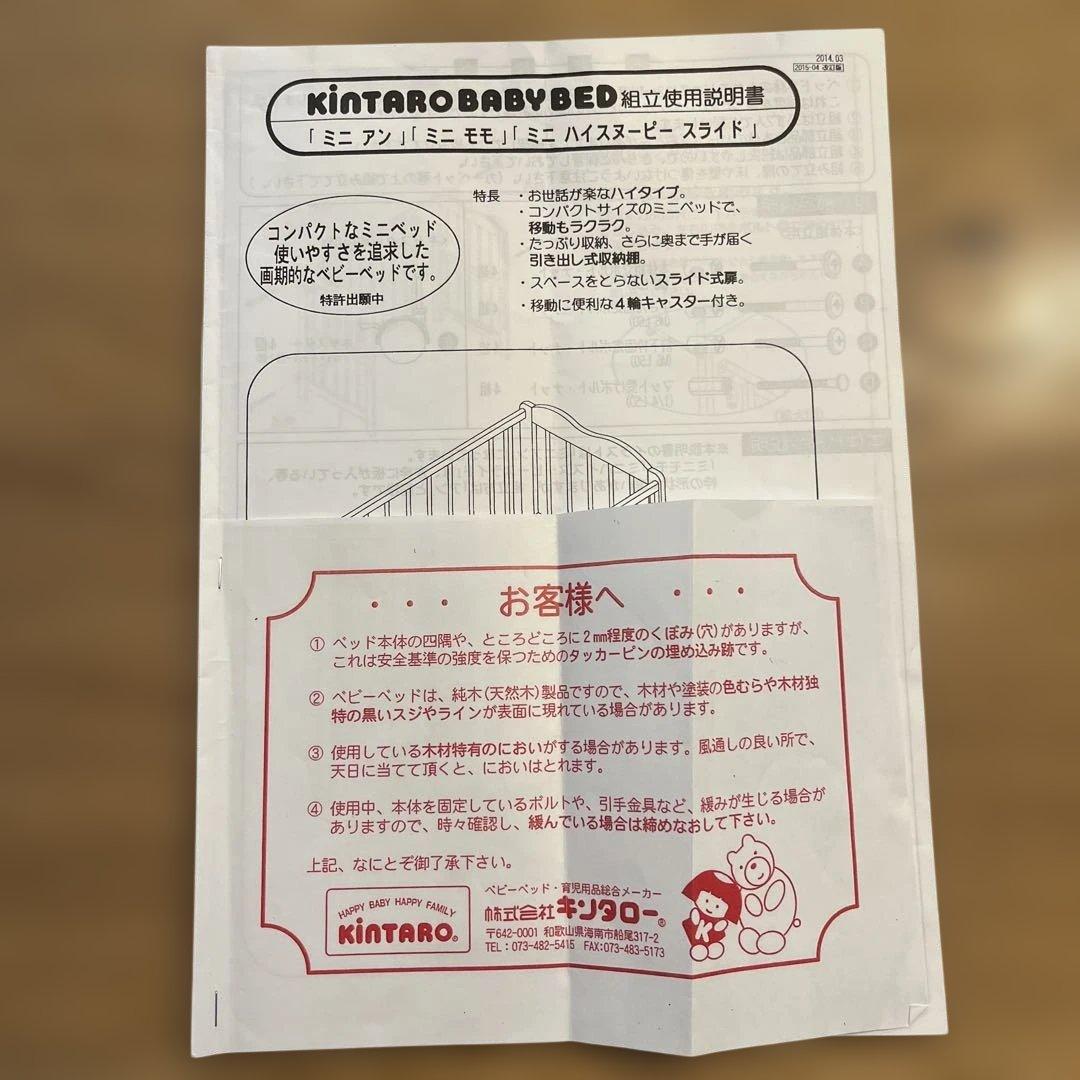 2014.03
2015-04 改訂版
KiNTARO BABY BED 組立使用説明書
「 ミニ アン 」「 ミニ モモ 」「 ミニ ハイスヌーピー スライド 」
特長 ・お世話が楽なハイタイプ。
・コンパクトサイズのミニベッドで、
移動もラクラク。
・たっぷり収納、さらに奥まで手が届く
引き出し式収納棚。
・スペースをとらないスライド式扉。
・移動に便利な4輪キャスター付き。
コンパクトなミニベッド
使いやすさを追求した
画期的なベビーベッドです。
特許出願中
・・・ お客様へ ・・・
① ベッド本体の四隅や、ところどころに2㎜程度のくぼみ(穴)がありますが、
これは安全基準の強度を保つためのタッカーピンの埋め込み跡です。
② ベビーベッドは、純木(天然木)製品ですので、木材や塗装の色むらや木材独
特の黒いスジやラインが表面に現れている場合があります。
③ 使用している木材特有のにおいがする場合があります。風通しの良い所で、
天日に当てて頂くと、においはとれます。
④ 使用中、本体を固定しているボルトや、引手金具など、緩みが生じる場合が
ありますので、時々確認し、緩んでいる場合は締めなおして下さい。
上記、なにとぞ御了承下さい。
HAPPY BABY HAPPY FAMILY
KiNTARO®
ベビーベッド・育児用品総合メーカー
株式会社 キンタロー®
〒642-0001 和歌山県海南市船尾317-2
TEL:073-482-5415 FAX:073-483-5173
K